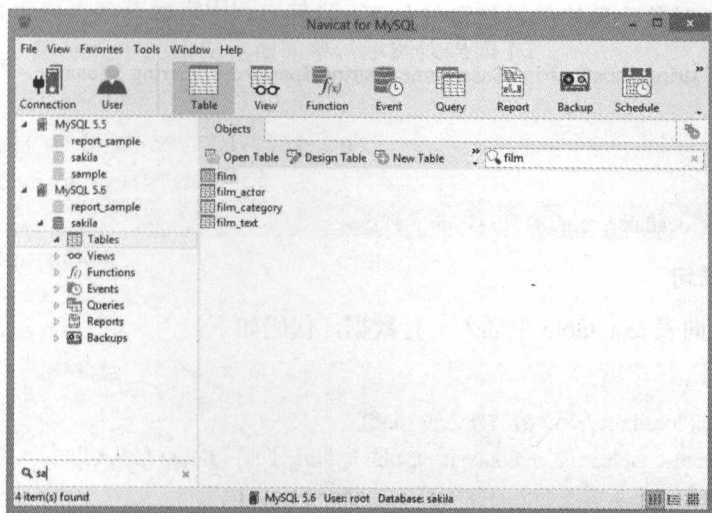 Navicat for MySQL
File View Favorites Tools Window Help
Connection User Table View Function Event Query Report Backup Schedule
MySQL 5.5
report_sample
sakila
sample
MySQL 5.6
report_sample
sakila
Tables
Views
f() Functions
Events
Queries
Reports
Backups
sa
Objects
Open Table Design Table New Table film
film
film_actor
film_category
film_text
4 item(s) found MySQL 5.6 User: root Database: sakila